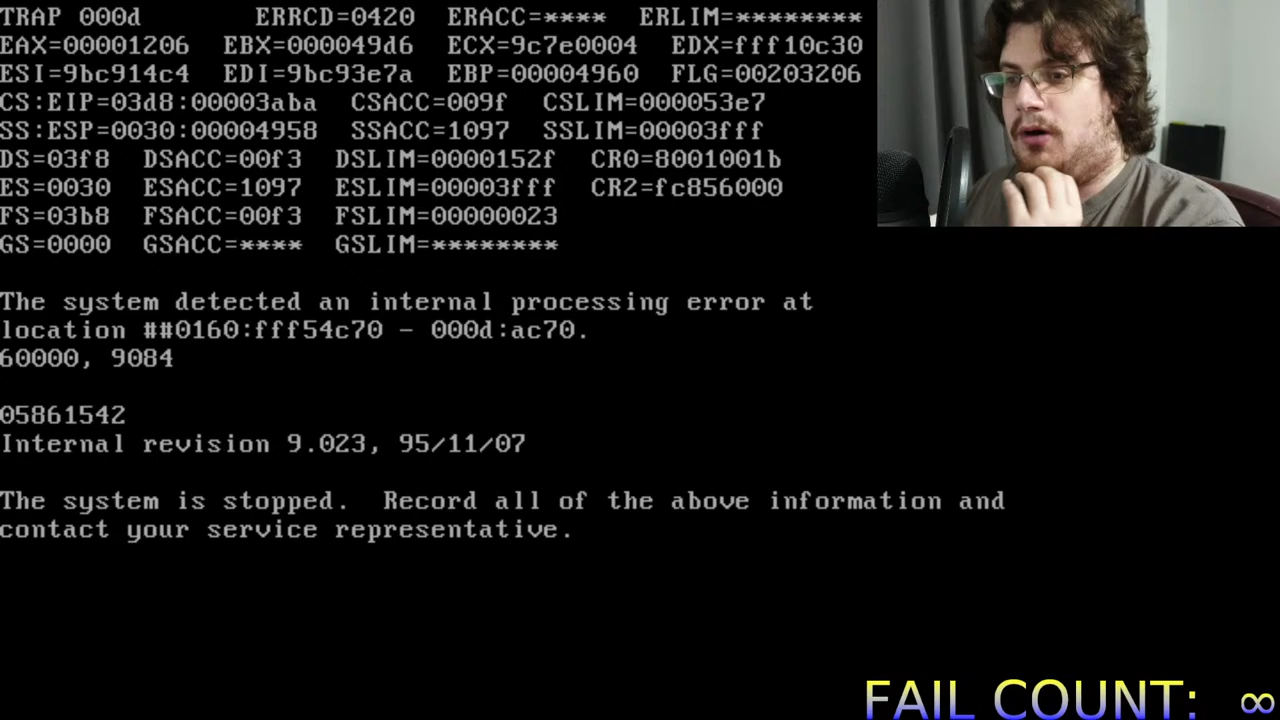 TRAP 000d       ERRCD=0420  ERACC=****  ERLIM=********
EAX=00001206  EBX=000049d6  ECX=9c7e0004  EDX=fff10c30
ESI=9bc914c4  EDI=9bc93e7a  EBP=00004960  FLG=00203206
CS:EIP=03d8:00003aba  CSACC=009f  CSLIM=000053e7
SS:ESP=0030:00004958  SSACC=1097  SSLIM=00003fff
DS=03f8  DSACC=00f3  DSLIM=0000152f  CR0=8001001b
ES=0030  ESACC=1097  ESLIM=00003fff  CR2=fc856000
FS=03b8  FSACC=00f3  FSLIM=00000023
GS=0000  GSACC=****  GSLIM=********
The system detected an internal processing error at
location ##0160:fff54c70 - 000d:ac70.
60000, 9084
05861542
Internal revision 9.023, 95/11/07
The system is stopped.  Record all of the above information and
contact your service representative.
FAIL COUNT: ∞